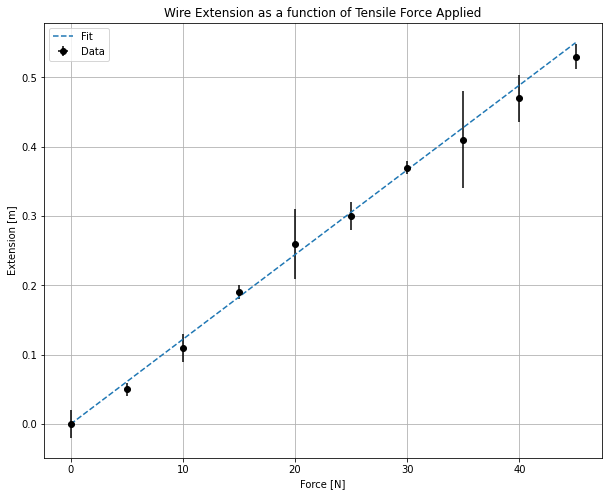 Wire Extension as a function of Tensile Force Applied
Fit
Data
0.5
0.4
0.3
0.2
0.1
0.0
Extension [m]
0 10 20 30 40
Force [N]